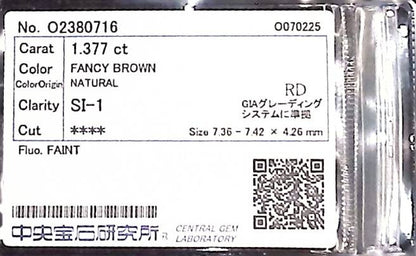 No. O2380716 O070225
Carat 1.377 ct
Color FANCY BROWN
ColorOrigin NATURAL
Clarity SI-1
RD
GIAグレーディング
システムに準拠
Cut ****
Size 7.36 - 7.42 × 4.26 mm
Fluo. FAINT
中央宝石研究所
CENTRAL GEM
LABORATORY